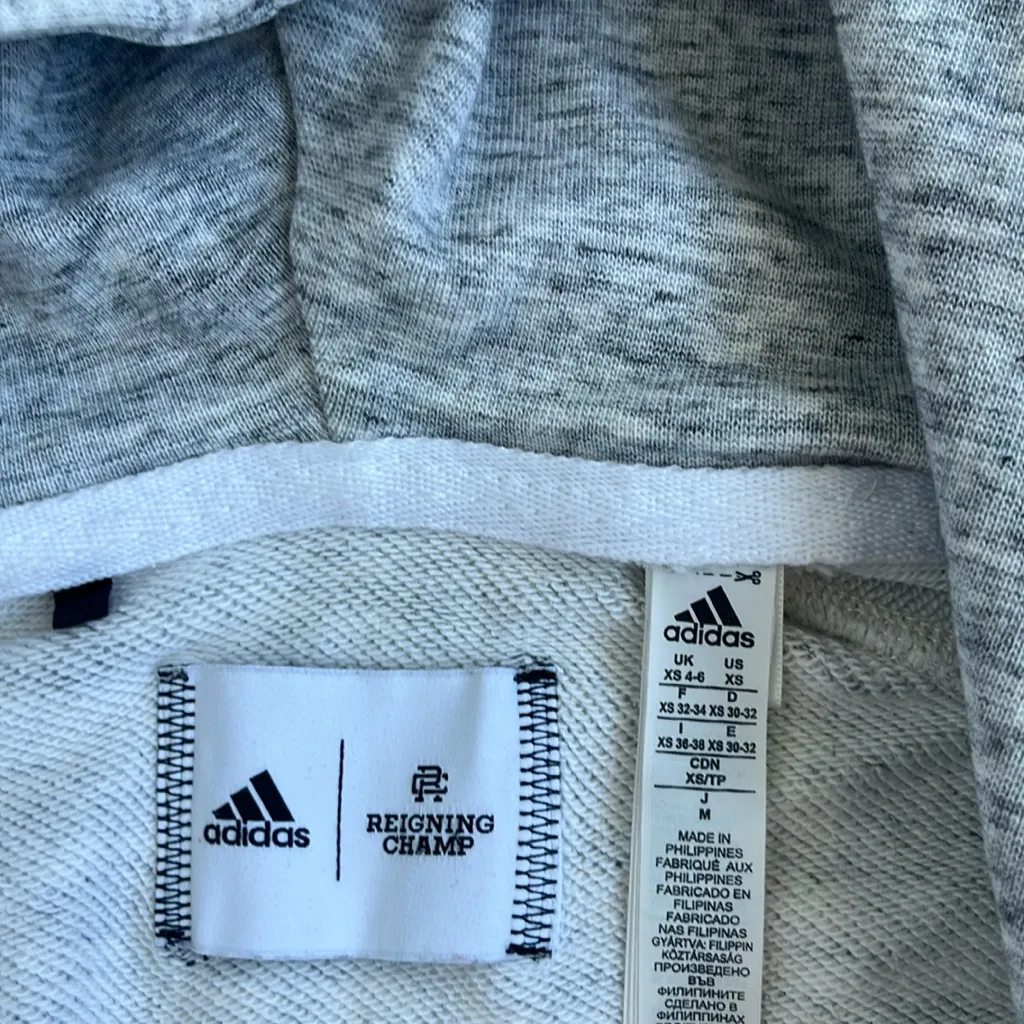 adidas
REIGNING
CHAMP
adidas
UK US
XS 4-6 XS
F D
XS 32-34 XS 30-32
I E
XS 36-38 XS 30-32
CDN
XS/TP
J
M
MADE IN
PHILIPPINES
FABRIQUÉ AUX
PHILIPPINES
FABRICADO EN
FILIPINAS
FABRICADO
NAS FILIPINAS
GYÁRTVA: FILIPPIN
KÖZTÁRSASÁG
ПРОИЗВЕДЕНО
ВЪВ
ФИЛИПИНИТЕ
СДЕЛАНО В
ФИЛИППИНАХ